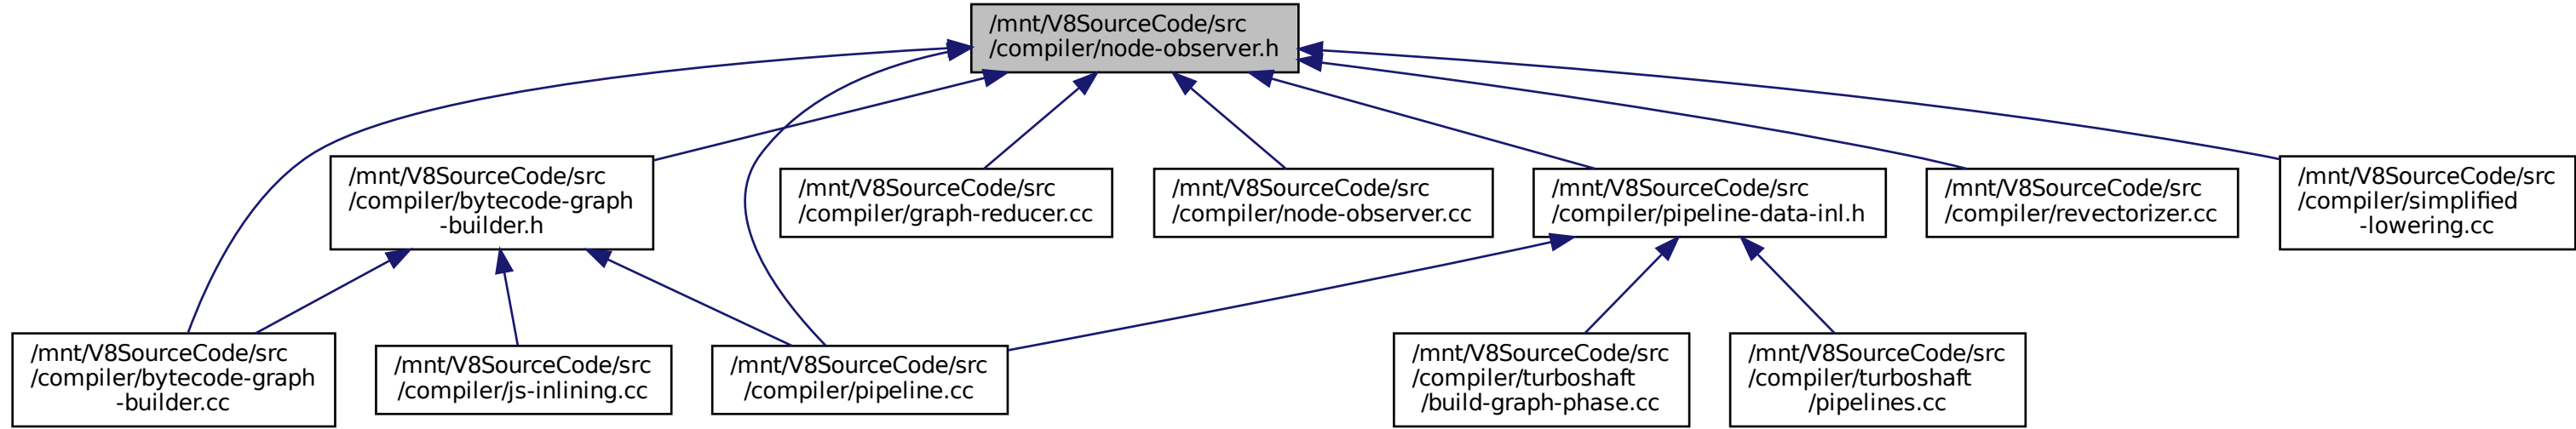 /mnt/V8SourceCode/src
/compiler/node-observer.h
/mnt/V8SourceCode/src
/compiler/bytecode-graph
-builder.h
/mnt/V8SourceCode/src
/compiler/graph-reducer.cc
/mnt/V8SourceCode/src
/compiler/node-observer.cc
/mnt/V8SourceCode/src
/compiler/pipeline-data-inl.h
/mnt/V8SourceCode/src
/compiler/revectorizer.cc
/mnt/V8SourceCode/src
/compiler/simplified
-lowering.cc
/mnt/V8SourceCode/src
/compiler/bytecode-graph
-builder.cc
/mnt/V8SourceCode/src
/compiler/js-inlining.cc
/mnt/V8SourceCode/src
/compiler/pipeline.cc
/mnt/V8SourceCode/src
/compiler/turboshaft
/build-graph-phase.cc
/mnt/V8SourceCode/src
/compiler/turboshaft
/pipelines.cc